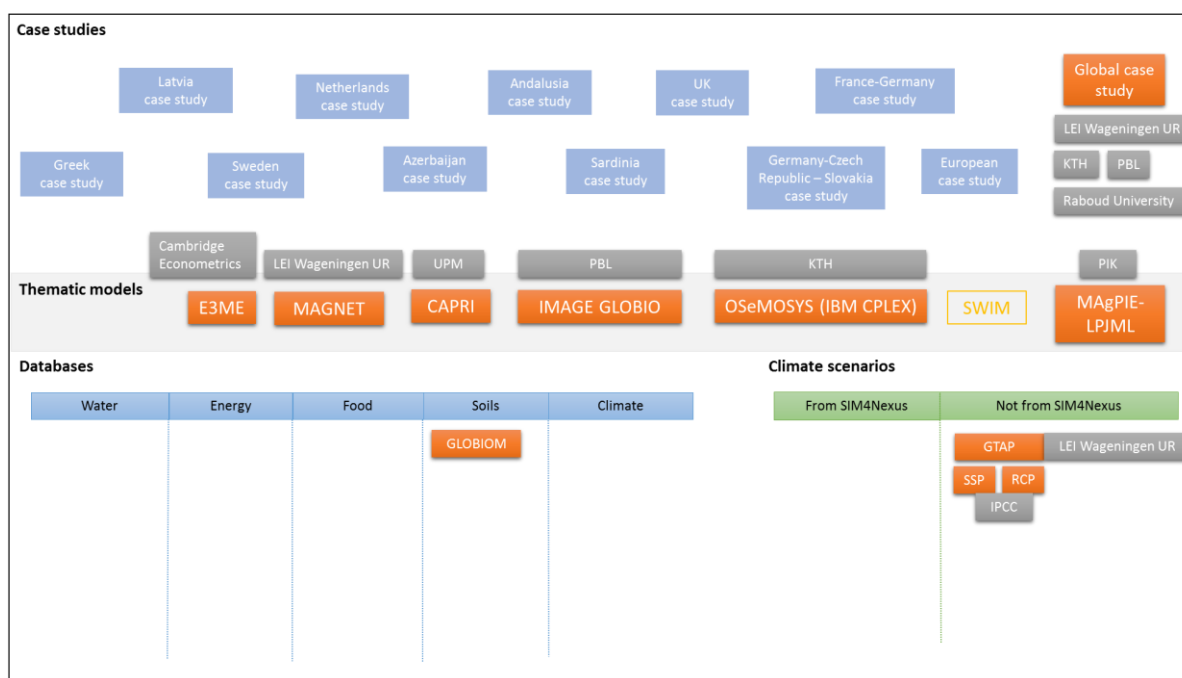 Case studies
Latvia
case study
Netherlands
case study
Andalusia
case study
UK
case study
France-Germany
case study
Global case
study
LEI Wageningen UR
KTH
PBL
Raboud University
Greek
case study
Sweden
case study
Azerbaijan
case study
Sardinia
case study
Germany-Czech
Republic – Slovakia
case study
European
case study
Cambridge
Econometrics
LEI Wageningen UR
UPM
PBL
KTH
PIK
Thematic models
E3ME
MAGNET
CAPRI
IMAGE GLOBIO
OSeMOSYS (IBM CPLEX)
SWIM
MAgPIE-
LPJML
Databases
Water
Energy
Food
Soils
Climate
GLOBIOM
Climate scenarios
From SIM4Nexus
Not from SIM4Nexus
GTAP
LEI Wageningen UR
SSP
RCP
IPCC